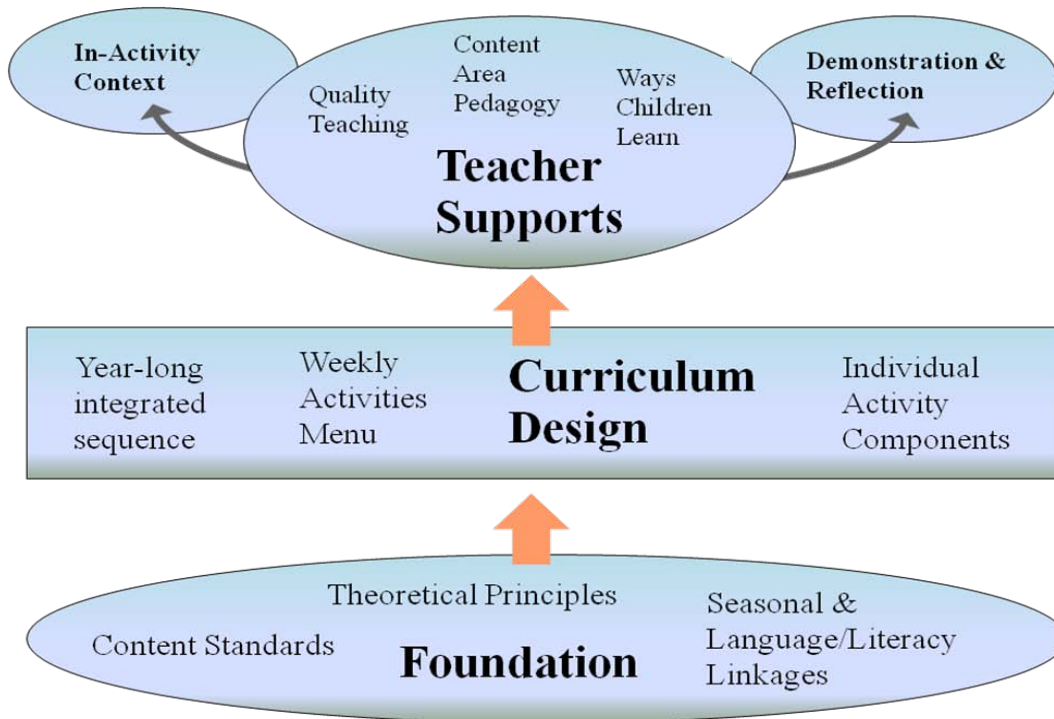 In-Activity
Context
Content
Area
Pedagogy
Quality
Teaching
Ways
Children
Learn
Demonstration &
Reflection
Teacher
Supports
Year-long
integrated
sequence
Weekly
Activities
Menu
Curriculum
Design
Individual
Activity
Components
Theoretical Principles
Content Standards
Foundation
Seasonal &
Language/Literacy
Linkages